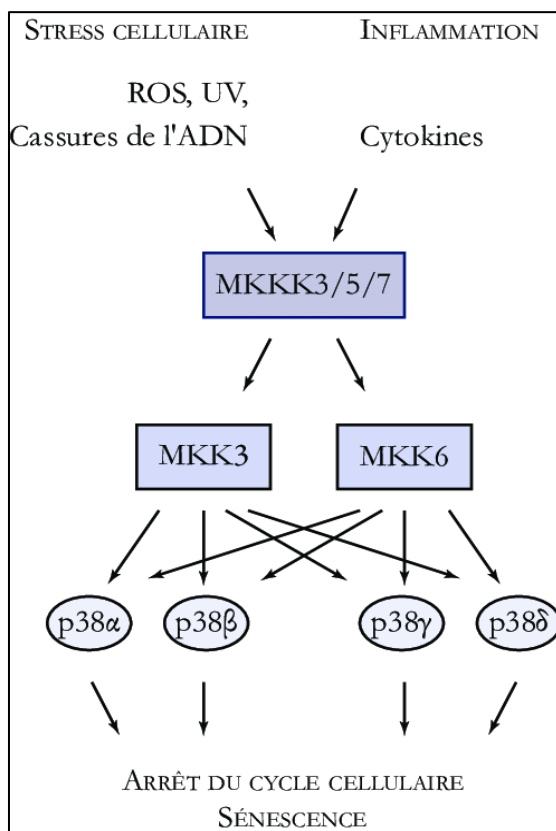 STRESS CELLULAIRE INFLAMMATION
ROS, UV,
Cassures de l'ADN Cytokines
MKKK3/5/7
MKK3 MKK6
p38α p38β p38γ p38δ
ARRÊT DU CYCLE CELLULAIRE
SÉNESCENCE